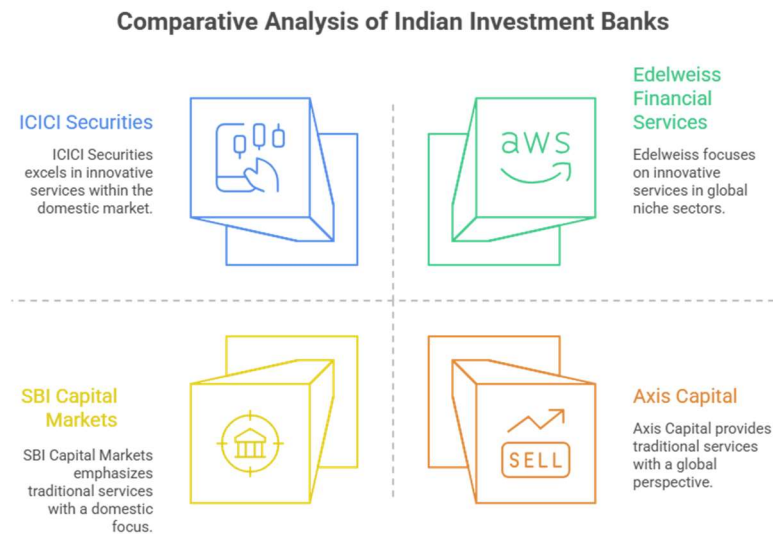 Comparative Analysis of Indian Investment Banks
ICICI Securities
ICICI Securities
excels in innovative
services within the
domestic market.
Edelweiss
Financial
Services
Edelweiss focuses
on innovative
services in global
niche sectors.
aws
SBI Capital
Markets
SBI Capital Markets
emphasizes
traditional services
with a domestic
focus.
Axis Capital
Axis Capital provides
traditional services
with a global
perspective.
SELL